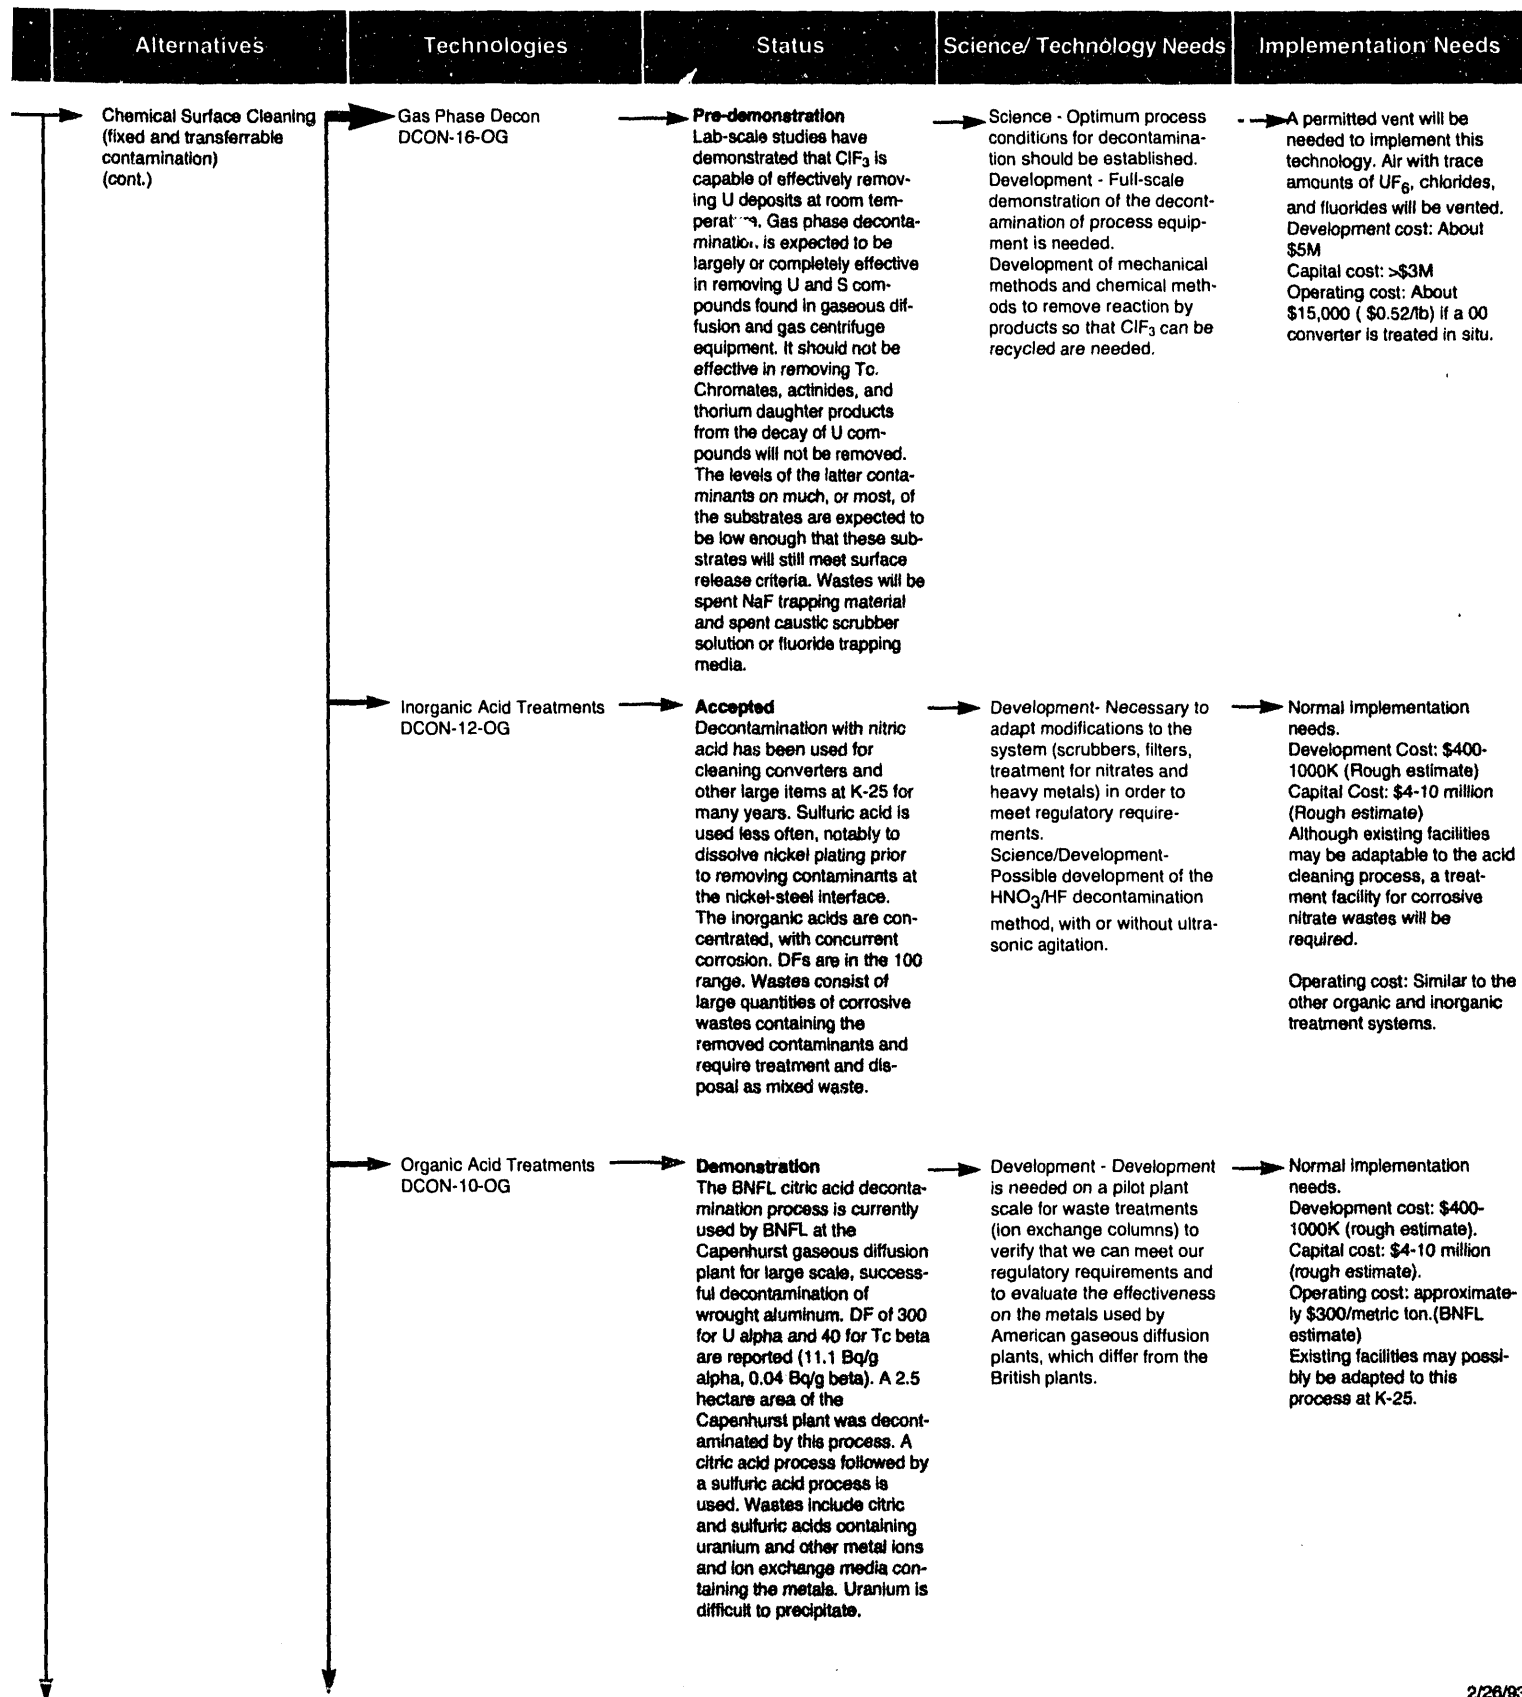 Alternatives
Technologies
Status
Science/ Technology Needs
Implementation Needs
Chemical Surface Cleaning
(fixed and transferrable
contamination)
(cont.)
Gas Phase Decon
DCON-16-OG
Pre-demonstration
Lab-scale studies have
demonstrated that ClF3 is
capable of effectively remov-
ing U deposits at room tem-
Gas phase deconta-
is expected to be
largely or completely effective
in removing U and S com-
pounds found in gaseous dif-
fusion and gas centrifuge
equipment. It should not be
effective in removing Tc.
Chromates, actinides, and
thorium daughter products
from the decay of U com-
pounds will not be removed.
The levels of the latter conta-
minants on much, or most, of
the substrates are expected to
be low enough that these sub-
strates will still meet surface
release criteria. Wastes will be
spent NaF trapping material
and spent caustic scrubber
solution or fluoride trapping
media.
Science - Optimum process
conditions for decontamina-
tion should be established.
Development - Full-scale
demonstration of the decont-
amination of process equip-
ment is needed.
Development of mechanical
methods and chemical meth-
ods to remove reaction by
products so that ClF3 can be
recycled are needed.
A permitted vent will be
needed to implement this
technology. Air with trace
amounts of UF6, chlorides,
and fluorides will be vented.
Development cost: About
$5M
Capital cost: >$3M
Operating cost: About
$15,000 ( $0.52/lb) if a 00
converter is treated in situ.
Inorganic Acid Treatments
DCON-12-OG
Accepted
Decontamination with nitric
acid has been used for
cleaning converters and
other large items at K-25 for
many years. Sulfuric acid is
used less often, notably to
dissolve nickel plating prior
to removing contaminants at
the nickel-steel interface.
The inorganic acids are con-
centrated, with concurrent
corrosion. DFs are in the 100
range. Wastes consist of
large quantities of corrosive
wastes containing the
removed contaminants and
require treatment and dis-
posal as mixed waste.
Development- Necessary to
adapt modifications to the
system (scrubbers, filters,
treatment for nitrates and
heavy metals) in order to
meet regulatory require-
ments.
Science/Development-
Possible development of the
HNO3/HF decontamination
method, with or without ultra-
sonic agitation.
Normal implementation
needs.
Development Cost: $400-
1000K (Rough estimate)
Capital Cost: $4-10 million
(Rough estimate)
Although existing facilities
may be adaptable to the acid
cleaning process, a treat-
ment facility for corrosive
nitrate wastes will be
required.
Operating cost: Similar to the
other organic and inorganic
treatment systems.
Organic Acid Treatments
DCON-10-OG
Demonstration
The BNFL citric acid deconta-
mination process is currently
used by BNFL at the
Capenhurst gaseous diffusion
plant for large scale, success-
ful decontamination of
wrought aluminum. DF of 300
for U alpha and 40 for Tc beta
are reported (11.1 Bq/g
alpha, 0.04 Bq/g beta). A 2.5
hectare area of the
Capenhurst plant was decont-
aminated by this process. A
citric acid process followed by
a sulfuric acid process is
used. Wastes include citric
and sulfuric acids containing
uranium and other metal ions
and ion exchange media con-
taining the metals. Uranium is
difficult to precipitate.
Development - Development
is needed on a pilot plant
scale for waste treatments
(ion exchange columns) to
verify that we can meet our
regulatory requirements and
to evaluate the effectiveness
on the metals used by
American gaseous diffusion
plants, which differ from the
British plants.
Normal implementation
needs.
Development cost: $400-
1000K (rough estimate).
Capital cost: $4-10 million
(rough estimate).
Operating cost: approximate-
ly $300/metric ton.(BNFL
estimate)
Existing facilities may possi-
bly be adapted to this
process at K-25.
2/26/93